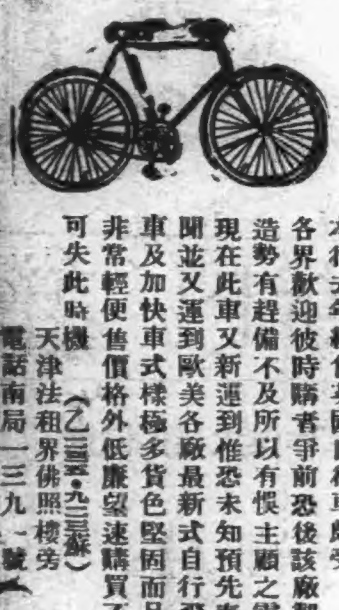 各界歡迎彼時購者爭前恐後該廠製
造勢有趕備不及所以有悞主顧之
現在此車又新運到惟恐未知預先
聞並又運到歐美各廠最新式自行
車及加快車式樣極多貨色堅固而且
非常輕便售價格外低廉望速購買不
可失此時機
天津法租界佛照樓旁
電話南局一三九一號